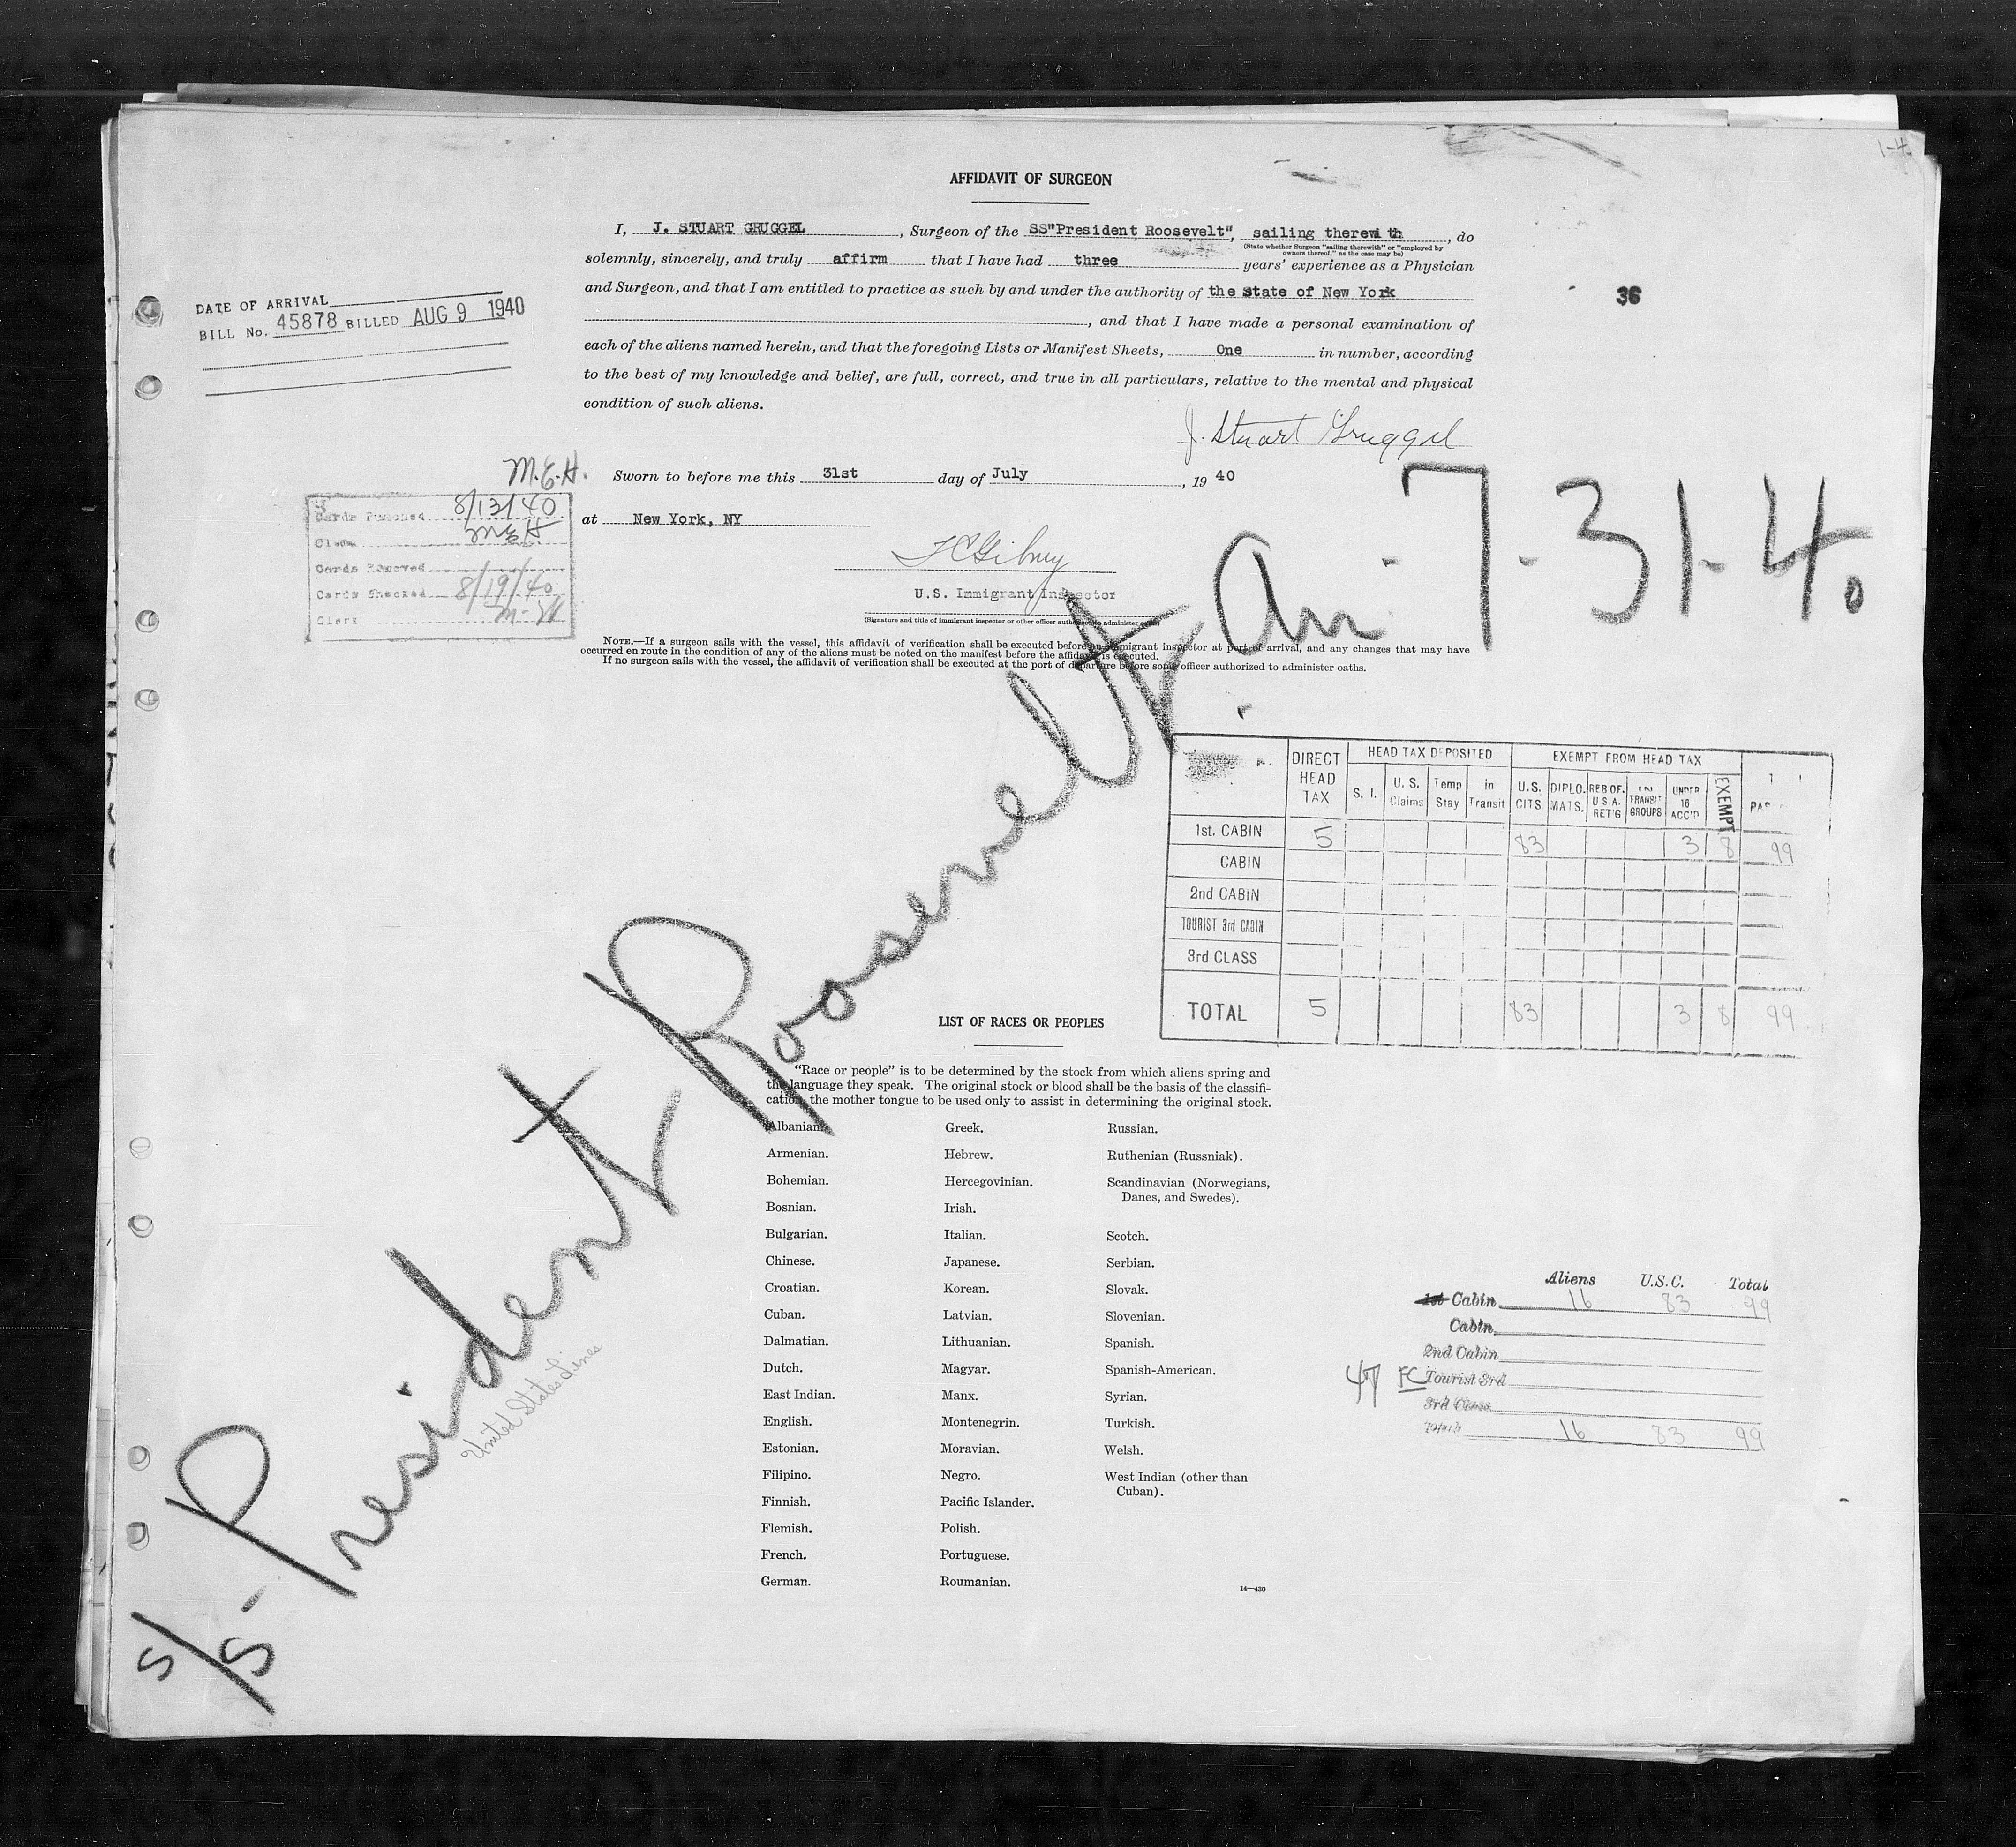 1-4
AFFIDAVIT OF SURGEON
I, J. STUART GRUGGEL, Surgeon of the SS"President Roosevelt", sailing therewith, do
(State whether Surgeon "sailing therewith" or "employed by
owners thereof," as the case may be)
solemnly, sincerely, and truly affirm that I have had three years' experience as a Physician
and Surgeon, and that I am entitled to practice as such by and under the authority of the State of New York
, and that I have made a personal examination of
each of the aliens named herein, and that the foregoing Lists or Manifest Sheets, One in number, according
to the best of my knowledge and belief, are full, correct, and true in all particulars, relative to the mental and physical
condition of such aliens.
36
DATE OF ARRIVAL
BILL No. 45878 BILLED AUG 9 1940
J. Stuart Gruggel
M.E.H.
Sworn to before me this 31st day of July, 19 40
at New York, NY
Cards Punched 8/13/40
Clerk MEH
Cards Removed
Cards Checked 8/19/40
Clerk
U.S. Immigrant Inspector
(Signature and title of immigrant inspector or other officer authorized to administer oaths)
NOTE.—If a surgeon sails with the vessel, this affidavit of verification shall be executed before an immigrant inspector at port of arrival, and any changes that may have
occurred en route in the condition of any of the aliens must be noted on the manifest before the affidavit is executed.
If no surgeon sails with the vessel, the affidavit of verification shall be executed at the port of departure before some officer authorized to administer oaths.
S/S - President Roosevelt. Arr - 7-31-40
United States Lines
DIRECT HEAD TAX
HEAD TAX DEPOSITED
EXEMPT FROM HEAD TAX
S. I. U. S. Claims Temp Stay in Transit
U.S. CITS DIPLO. MATS. RES OF. U S A. RET'G TRANSIT GROUPS UNDER 16 ACC'D EXEMPT
1st. CABIN 5 83 3 8 99
CABIN
2nd CABIN
TOURIST 3rd CABIN
3rd CLASS
TOTAL 5 83 3 8 99
LIST OF RACES OR PEOPLES
"Race or people" is to be determined by the stock from which aliens spring and
the language they speak. The original stock or blood shall be the basis of the classifi-
cation, the mother tongue to be used only to assist in determining the original stock.
Albanian.
Armenian.
Bohemian.
Bosnian.
Bulgarian.
Chinese.
Croatian.
Cuban.
Dalmatian.
Dutch.
East Indian.
English.
Estonian.
Filipino.
Finnish.
Flemish.
French.
German.
Greek.
Hebrew.
Hercegovinian.
Irish.
Italian.
Japanese.
Korean.
Latvian.
Lithuanian.
Magyar.
Manx.
Montenegrin.
Moravian.
Negro.
Pacific Islander.
Polish.
Portuguese.
Roumanian.
Russian.
Ruthenian (Russniak).
Scandinavian (Norwegians,
Danes, and Swedes).
Scotch.
Serbian.
Slovak.
Slovenian.
Spanish.
Spanish-American.
Syrian.
Turkish.
Welsh.
West Indian (other than
Cuban).
14—430
Aliens U.S.C. Total
1st Cabin 16 83 99
Cabin
2nd Cabin
FC Tourist 3rd
3rd Class
Totals 16 83 99